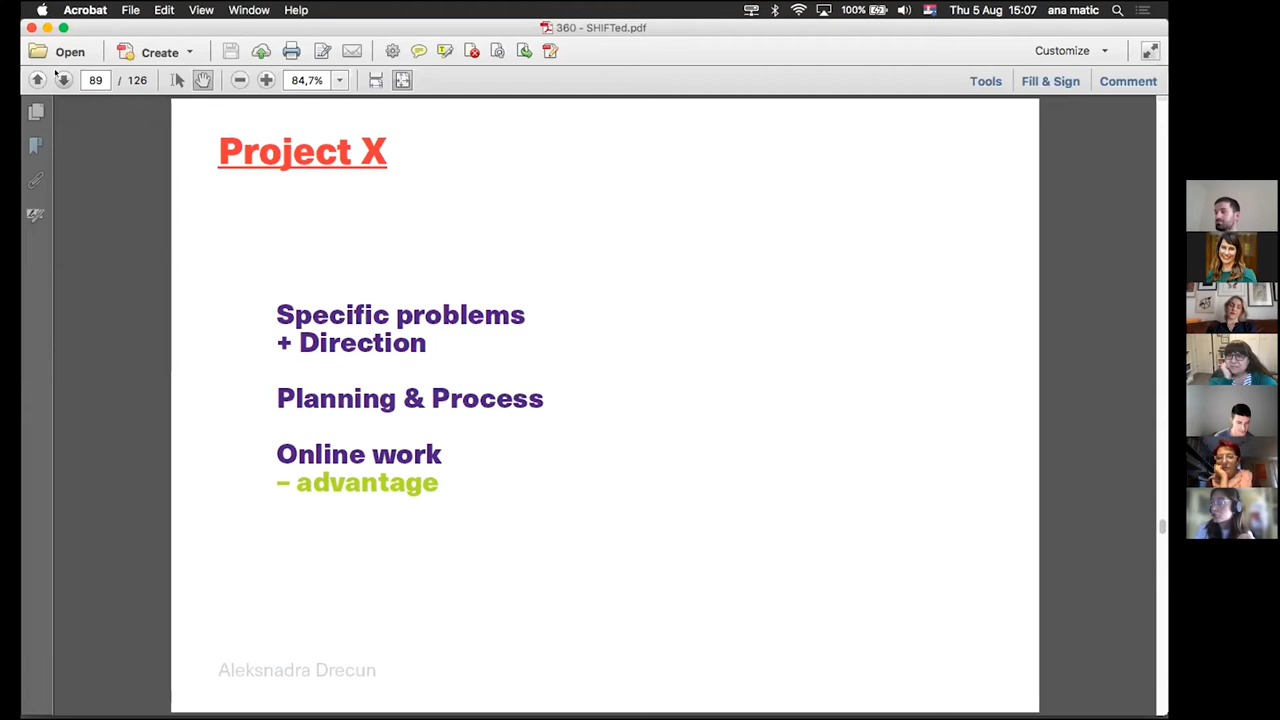 Acrobat File Edit View Window Help 100% Thu 5 Aug 15:07 ana matic
360 - SHIFTed.pdf
Open Create Customize
89 / 126 84,7% Tools Fill & Sign Comment
Project X
Specific problems
+ Direction
Planning & Process
Online work
– advantage
Aleksnadra Drecun